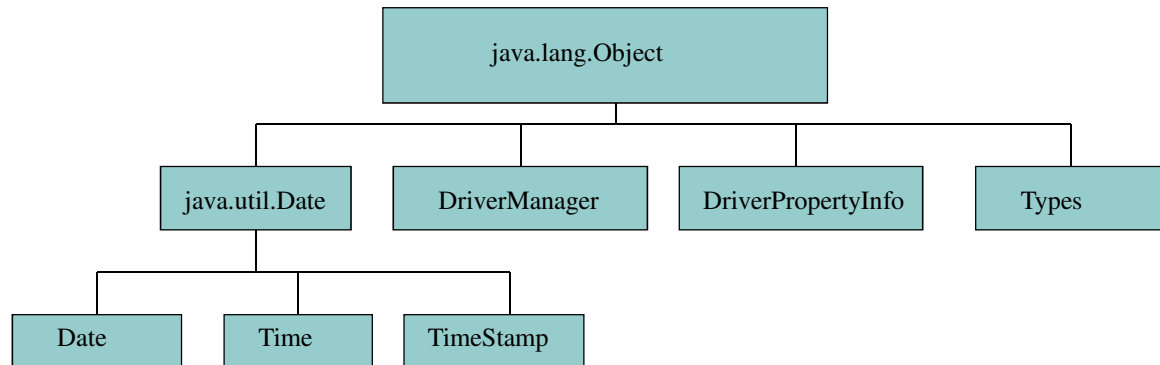 java.lang.Object
java.util.Date
DriverManager
DriverPropertyInfo
Types
Date
Time
TimeStamp